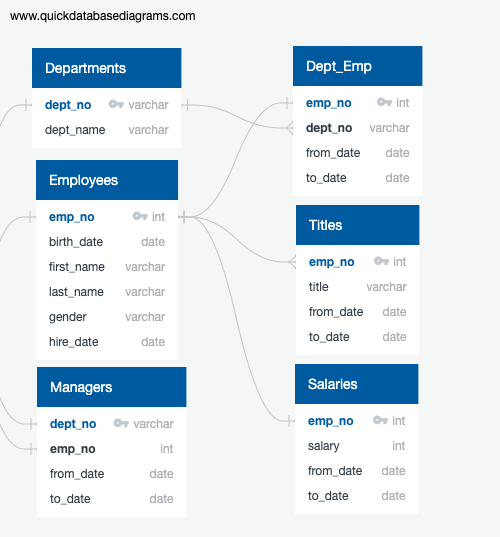 www.quickdatabasediagrams.com
Departments
dept_no varchar
dept_name varchar
Employees
emp_no int
birth_date date
first_name varchar
last_name varchar
gender varchar
hire_date date
Managers
dept_no varchar
emp_no int
from_date date
to_date date
Dept_Emp
emp_no int
dept_no varchar
from_date date
to_date date
Titles
emp_no int
title varchar
from_date date
to_date date
Salaries
emp_no int
salary int
from_date date
to_date date